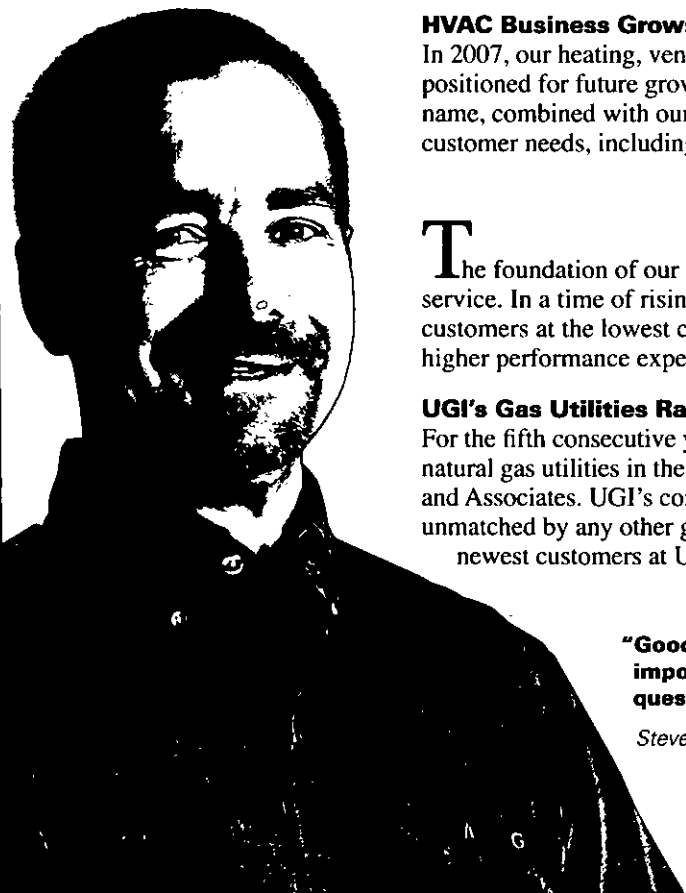 HVAC Business Grows
In 2007, our heating, ven
positioned for future grov
name, combined with our
customer needs, including
The foundation of our
service. In a time of risin
customers at the lowest c
higher performance expe
UGI's Gas Utilities Ra
For the fifth consecutive y
natural gas utilities in the
and Associates. UGI's co
unmatched by any other g
newest customers at U
"Good
impo
ques
Steve
G